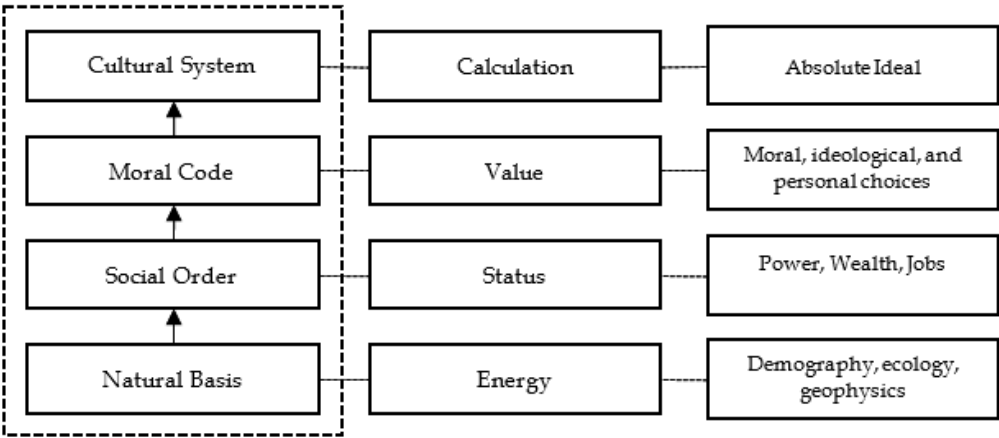 Cultural System
Calculation
Absolute Ideal
Moral Code
Value
Moral, ideological, and
personal choices
Social Order
Status
Power, Wealth, Jobs
Natural Basis
Energy
Demography, ecology,
geophysics